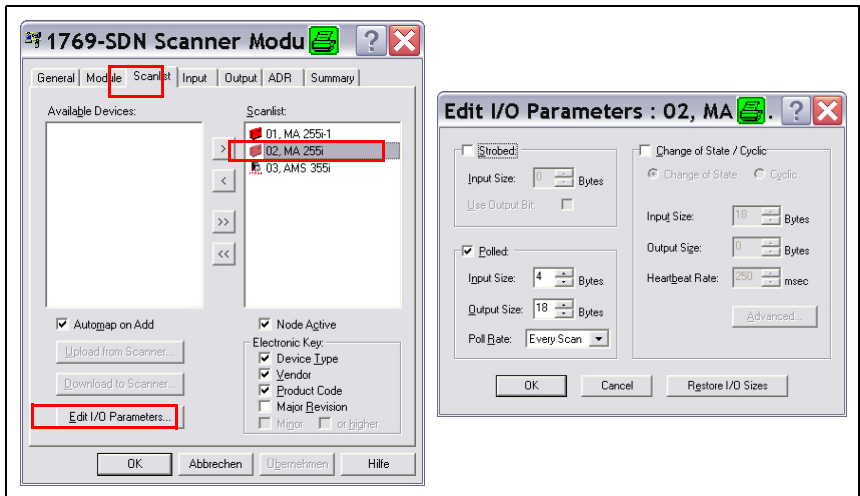 1769-SDN Scanner Modu
General Module Scanlist Input Output ADR Summary
Available Devices:
Scanlist:
01, MA 255i-1
02, MA 255i
03, AMS 355i
>
<
>>
<<
Automap on Add
Node Active
Upload from Scanner...
Download to Scanner...
Edit I/O Parameters...
Electronic Key:
Device Type
Vendor
Product Code
Major Revision
Minor or higher
OK Abbrechen Übernehmen Hilfe
Edit I/O Parameters : 02, MA .
Strobed:
Input Size: 0 Bytes
Use Output Bit:
Polled:
Input Size: 4 Bytes
Output Size: 18 Bytes
Poll Rate: Every Scan
Change of State / Cyclic
Change of State Cyclic
Input Size: 18 Bytes
Output Size: 0 Bytes
Heartbeat Rate: 250 msec
Advanced...
OK Cancel Restore I/O Sizes